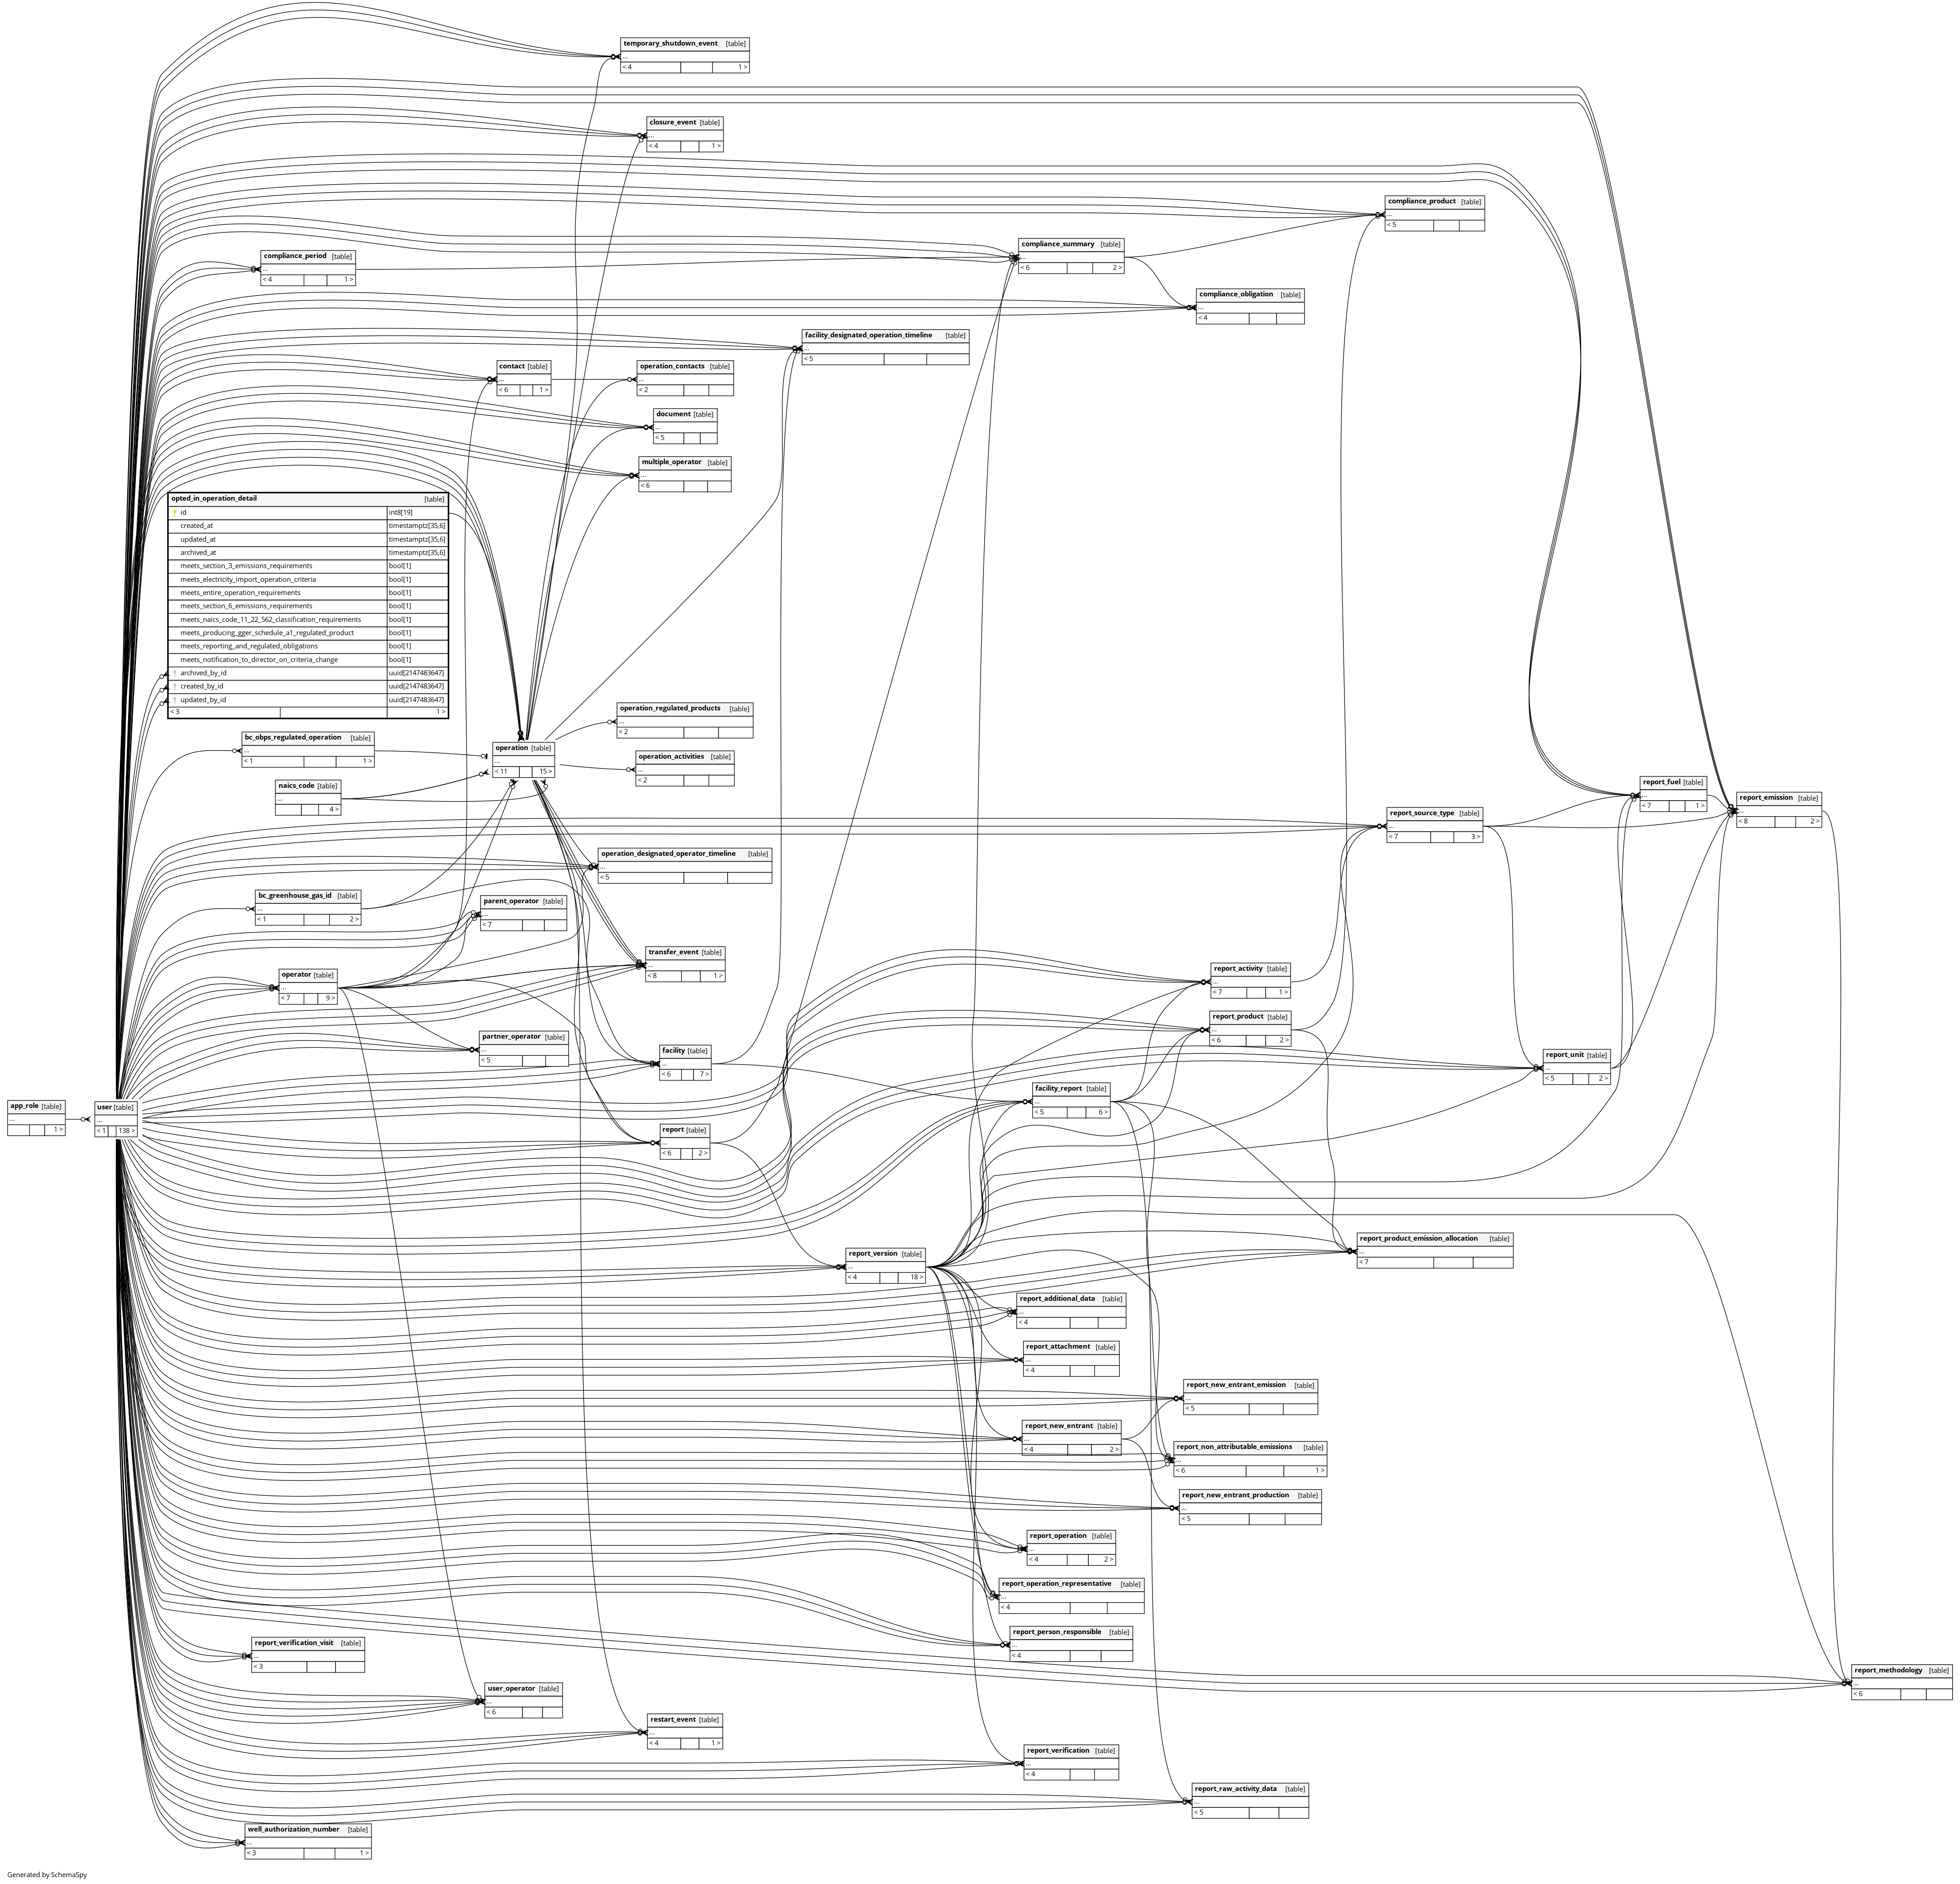 temporary_shutdown_event [table]
...
< 4 1 >
closure_event [table]
...
< 4 1 >
compliance_product [table]
...
< 5
compliance_summary [table]
...
< 6 2 >
compliance_period [table]
...
< 4 1 >
compliance_obligation [table]
...
< 4
facility_designated_operation_timeline [table]
...
< 5
contact [table]
...
< 6 1 >
operation_contacts [table]
...
< 2
document [table]
...
< 5
multiple_operator [table]
...
< 6
opted_in_operation_detail [table]
id int8[19]
created_at timestamptz[35,6]
updated_at timestamptz[35,6]
archived_at timestamptz[35,6]
meets_section_3_emissions_requirements bool[1]
meets_electricity_import_operation_criteria bool[1]
meets_entire_operation_requirements bool[1]
meets_section_6_emissions_requirements bool[1]
meets_naics_code_11_22_562_classification_requirements bool[1]
meets_producing_gger_schedule_a1_regulated_product bool[1]
meets_reporting_and_regulated_obligations bool[1]
meets_notification_to_director_on_criteria_change bool[1]
archived_by_id uuid[2147483647]
created_by_id uuid[2147483647]
updated_by_id uuid[2147483647]
< 3 1 >
operation_regulated_products [table]
...
< 2
bc_obps_regulated_operation [table]
...
< 1 1 >
operation [table]
...
< 11 15 >
operation_activities [table]
...
< 2
naics_code [table]
...
4 >
report_fuel [table]
...
< 7 1 >
report_emission [table]
...
< 8 2 >
report_source_type [table]
...
< 7 3 >
operation_designated_operator_timeline [table]
...
< 5
bc_greenhouse_gas_id [table]
...
< 1 2 >
parent_operator [table]
...
< 7
transfer_event [table]
...
< 8 1 >
operator [table]
...
< 7 9 >
report_activity [table]
...
< 7 1 >
report_product [table]
...
< 6 2 >
partner_operator [table]
...
< 5
facility [table]
...
< 6 7 >
report_unit [table]
...
< 5 2 >
facility_report [table]
...
< 5 6 >
app_role [table]
...
1 >
user [table]
...
< 1 138 >
report [table]
...
< 6 2 >
report_product_emission_allocation [table]
...
< 7
report_version [table]
...
< 4 18 >
report_additional_data [table]
...
< 4
report_attachment [table]
...
< 4
report_new_entrant_emission [table]
...
< 5
report_new_entrant [table]
...
< 4 2 >
report_non_attributable_emissions [table]
...
< 6 1 >
report_new_entrant_production [table]
...
< 5
report_operation [table]
...
< 4 2 >
report_operation_representative [table]
...
< 4
report_person_responsible [table]
...
< 4
report_verification_visit [table]
...
< 3
report_methodology [table]
...
< 6
user_operator [table]
...
< 6
restart_event [table]
...
< 4 1 >
report_verification [table]
...
< 4
report_raw_activity_data [table]
...
< 5
well_authorization_number [table]
...
< 3 1 >
Generated by SchemaSpy